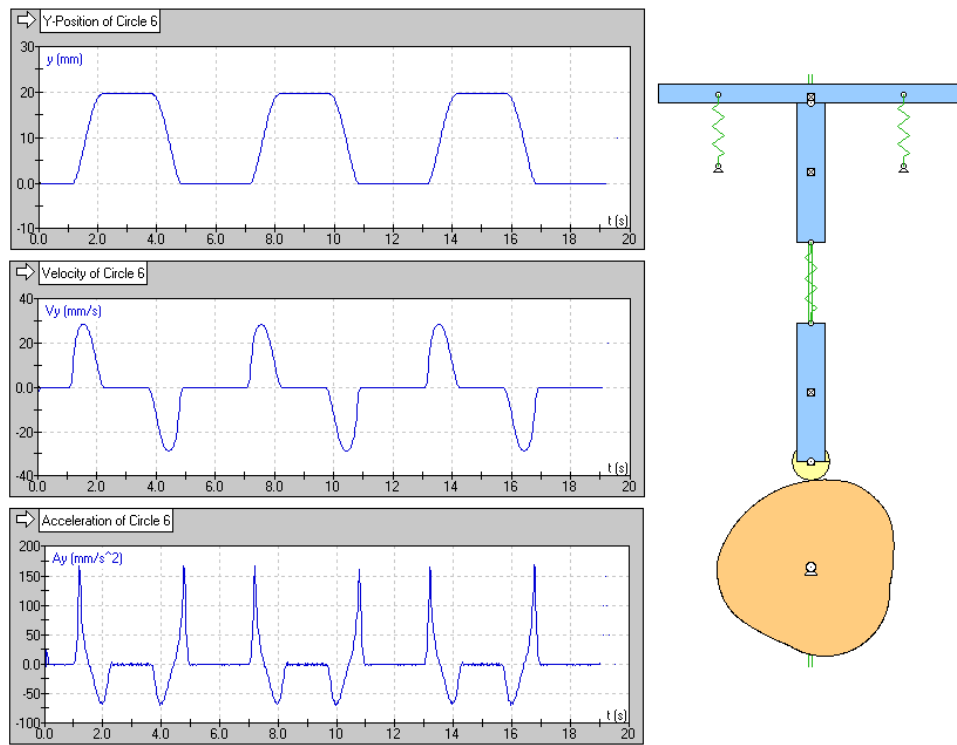 Y-Position of Circle 6
30
y (mm)
20
10
0.0
-10
t (s)
0.0 2.0 4.0 6.0 8.0 10 12 14 16 18 20
Velocity of Circle 6
40
Vy (mm/s)
20
0.0
-20
-40
t (s)
0.0 2.0 4.0 6.0 8.0 10 12 14 16 18 20
Acceleration of Circle 6
200
Ay (mm/s^2)
150
100
50
0.0
-50
-100
t (s)
0.0 2.0 4.0 6.0 8.0 10 12 14 16 18 20